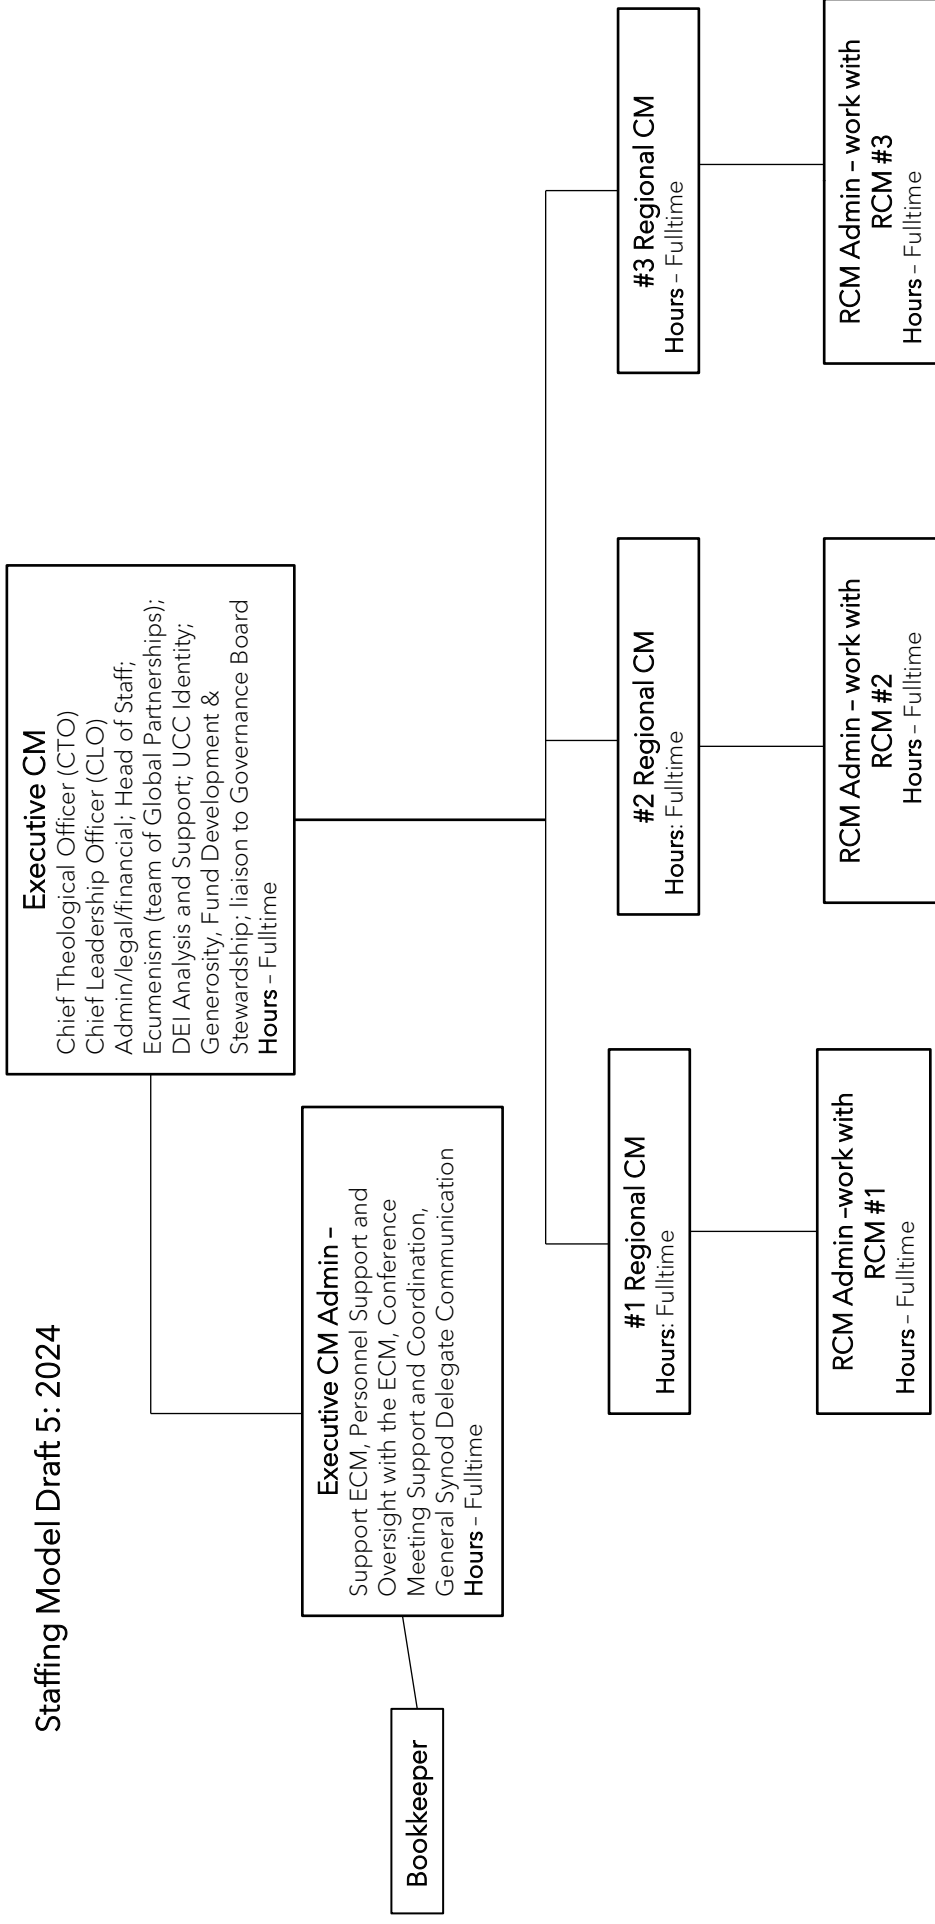 Staffing Model Draft 5: 2024
Executive CM
Chief Theological Officer (CTO)
Chief Leadership Officer (CLO)
Admin/legal/financial; Head of Staff;
Ecumenism (team of Global Partnerships);
DEI Analysis and Support; UCC Identity;
Generosity, Fund Development &
Stewardship; liaison to Governance Board
Hours – Fulltime
Executive CM Admin –
Support ECM, Personnel Support and
Oversight with the ECM, Conference
Meeting Support and Coordination,
General Synod Delegate Communication
Hours – Fulltime
Bookkeeper
#1 Regional CM
Hours: Fulltime
#2 Regional CM
Hours: Fulltime
#3 Regional CM
Hours – Fulltime
RCM Admin –work with
RCM #1
Hours – Fulltime
RCM Admin – work with
RCM #2
Hours – Fulltime
RCM Admin – work with
RCM #3
Hours – Fulltime